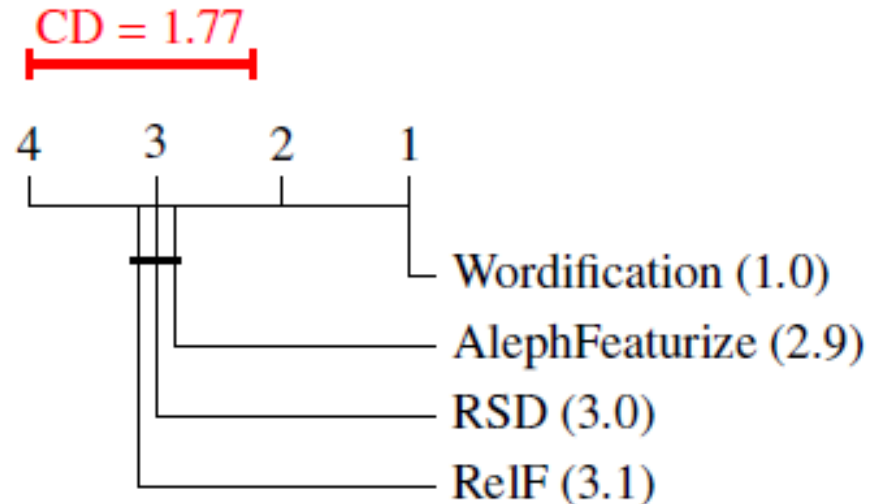 CD = 1.77
4 3 2 1
Wordification (1.0)
AlephFeaturize (2.9)
RSD (3.0)
RelF (3.1)